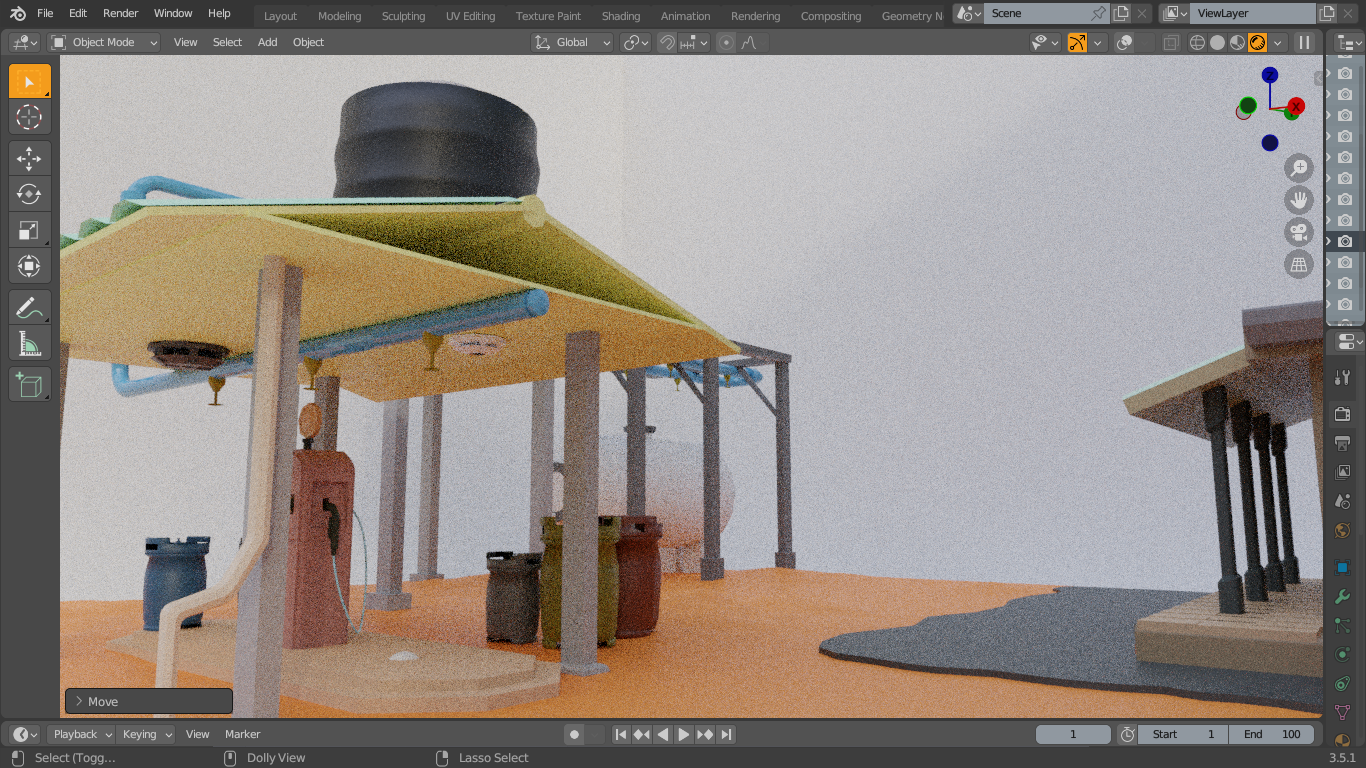 File Edit Render Window Help
Layout Modeling Sculpting UV Editing Texture Paint Shading Animation Rendering Compositing Geometry N
Scene
ViewLayer
Object Mode View Select Add Object
Global
Z
X
Move
Playback Keying View Marker
1
Start 1
End 100
Select (Togg...
Dolly View
Lasso Select
3.5.1